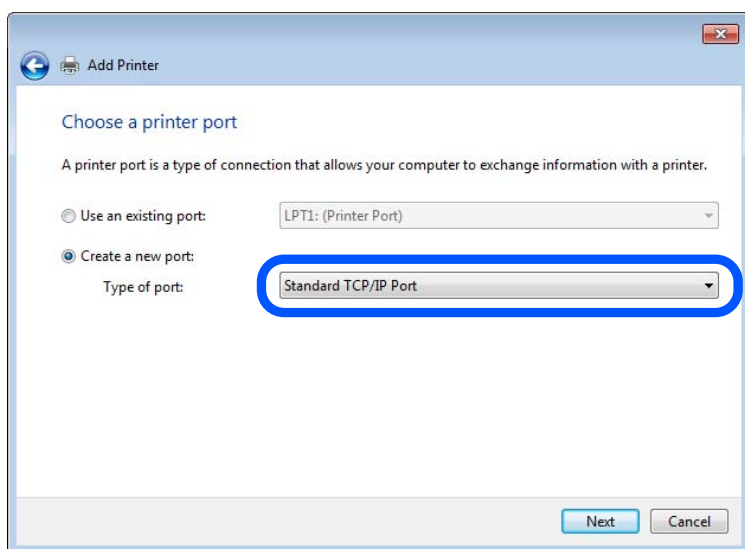 Add Printer
Choose a printer port
A printer port is a type of connection that allows your computer to exchange information with a printer.
Use an existing port: LPT1: (Printer Port)
Create a new port:
Type of port: Standard TCP/IP Port
Next Cancel